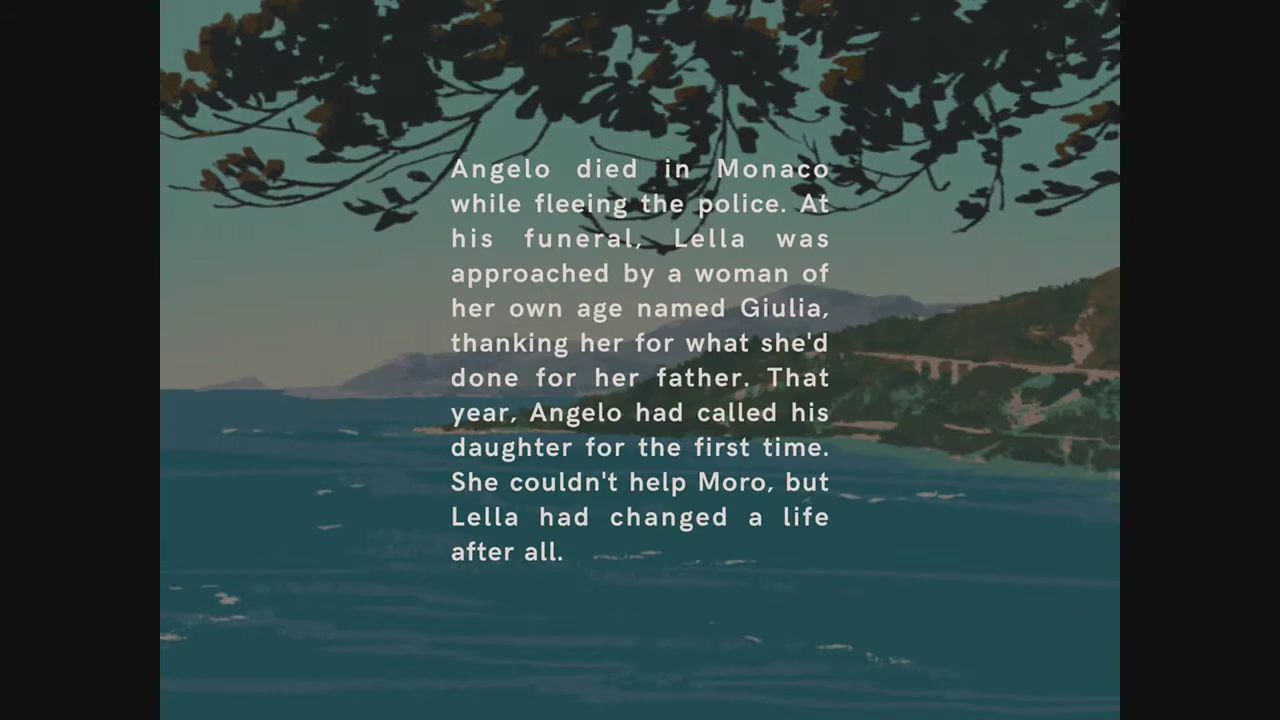 Angelo died in Monaco
while fleeing the police. At
his funeral, Lella was
approached by a woman of
her own age named Giulia,
thanking her for what she'd
done for her father. That
year, Angelo had called his
daughter for the first time.
She couldn't help Moro, but
Lella had changed a life
after all.